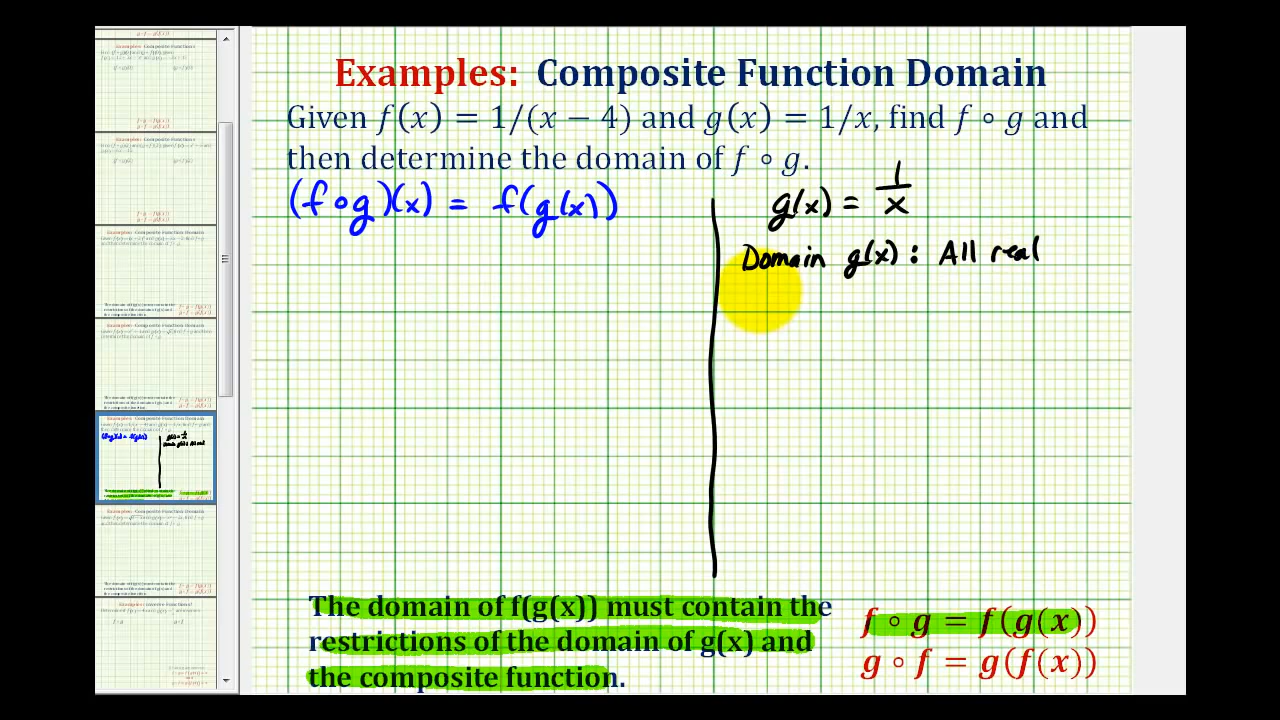 Examples: Composite Function Domain
Given f(x) = 1/(x − 4) and g(x) = 1/x, find f ∘ g and
then determine the domain of f ∘ g.
(f∘g)(x) = f(g(x))
g(x) = 1/x
Domain g(x): All real
The domain of f(g(x)) must contain the
restrictions of the domain of g(x) and
the composite function.
f ∘ g = f(g(x))
g ∘ f = g(f(x))